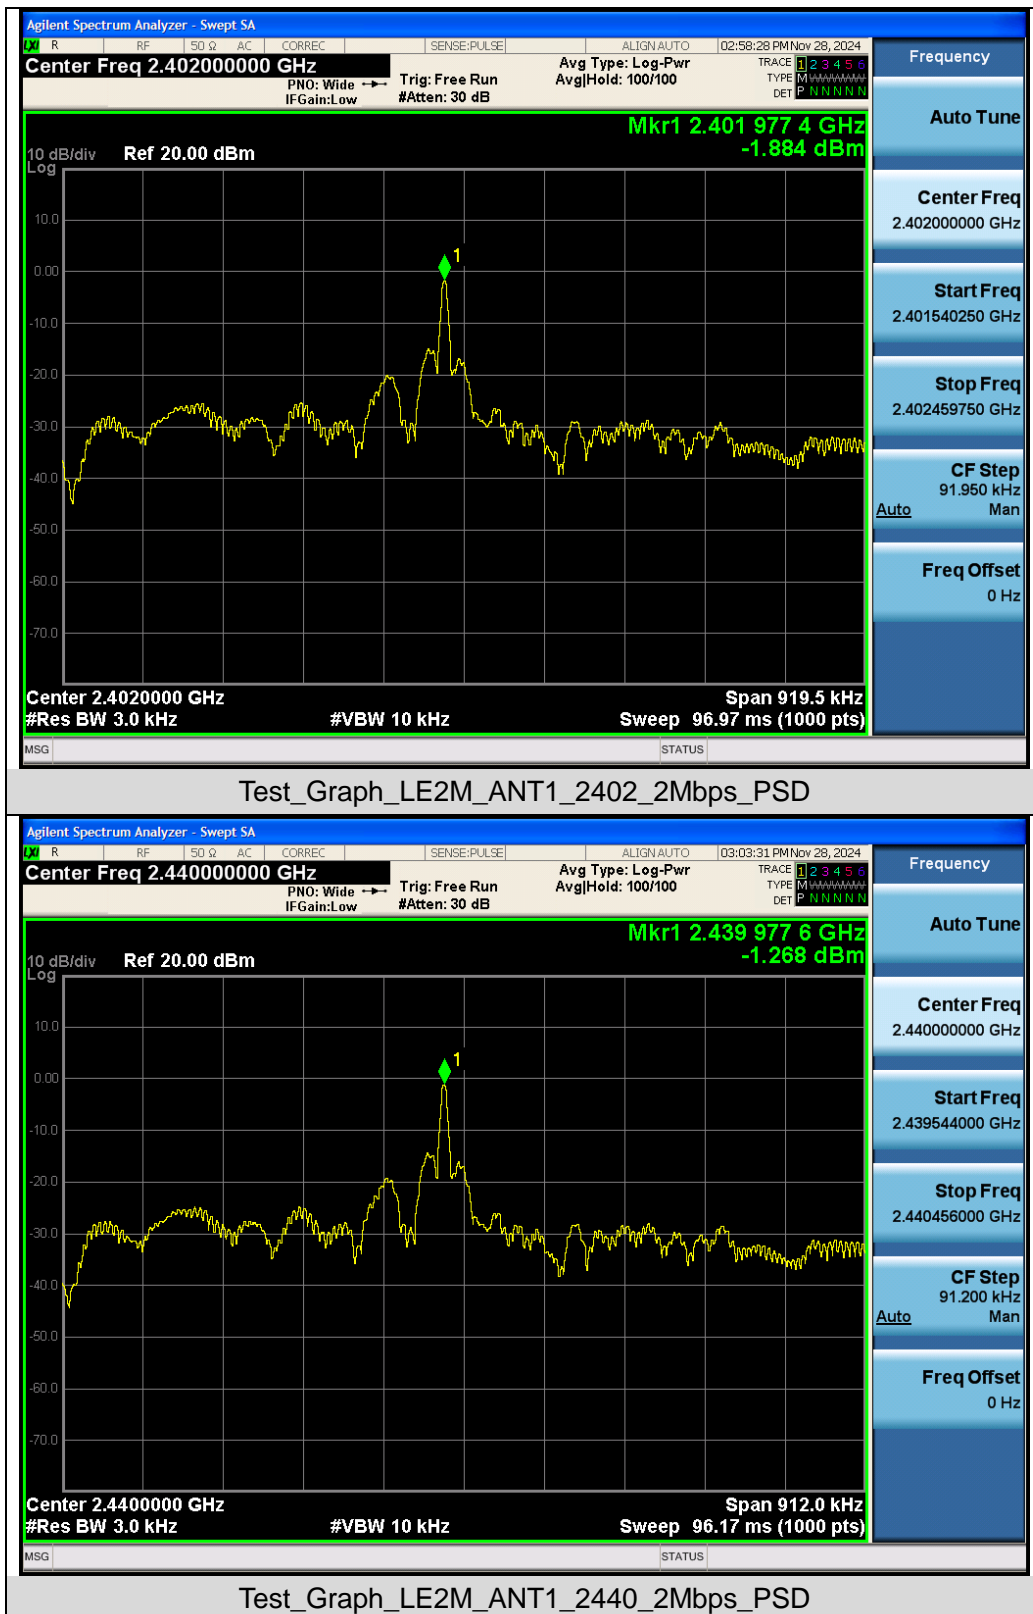 Agilent Spectrum Analyzer - Swept SA
LXI R RF 50 Ω AC CORREC SENSE:PULSE ALIGN AUTO 02:58:28 PM Nov 28, 2024
Center Freq 2.402000000 GHz Avg Type: Log-Pwr TRACE 1 2 3 4 5 6
PNO: Wide Trig: Free Run Avg|Hold: 100/100 TYPE M
IFGain:Low #Atten: 30 dB DET P N N N N N
Mkr1 2.401 977 4 GHz
-1.884 dBm
10 dB/div Ref 20.00 dBm
Log
10.0
0.00
-10.0
-20.0
-30.0
-40.0
-50.0
-60.0
-70.0
1
Center 2.4020000 GHz Span 919.5 kHz
#Res BW 3.0 kHz #VBW 10 kHz Sweep 96.97 ms (1000 pts)
MSG STATUS
Frequency
Auto Tune
Center Freq
2.402000000 GHz
Start Freq
2.401540250 GHz
Stop Freq
2.402459750 GHz
CF Step
91.950 kHz
Auto Man
Freq Offset
0 Hz
Test_Graph_LE2M_ANT1_2402_2Mbps_PSD
Agilent Spectrum Analyzer - Swept SA
LXI R RF 50 Ω AC CORREC SENSE:PULSE ALIGN AUTO 03:03:31 PM Nov 28, 2024
Center Freq 2.440000000 GHz Avg Type: Log-Pwr TRACE 1 2 3 4 5 6
PNO: Wide Trig: Free Run Avg|Hold: 100/100 TYPE M
IFGain:Low #Atten: 30 dB DET P N N N N N
Mkr1 2.439 977 6 GHz
-1.268 dBm
10 dB/div Ref 20.00 dBm
Log
10.0
0.00
-10.0
-20.0
-30.0
-40.0
-50.0
-60.0
-70.0
1
Center 2.4400000 GHz Span 912.0 kHz
#Res BW 3.0 kHz #VBW 10 kHz Sweep 96.17 ms (1000 pts)
MSG STATUS
Frequency
Auto Tune
Center Freq
2.440000000 GHz
Start Freq
2.439544000 GHz
Stop Freq
2.440456000 GHz
CF Step
91.200 kHz
Auto Man
Freq Offset
0 Hz
Test_Graph_LE2M_ANT1_2440_2Mbps_PSD